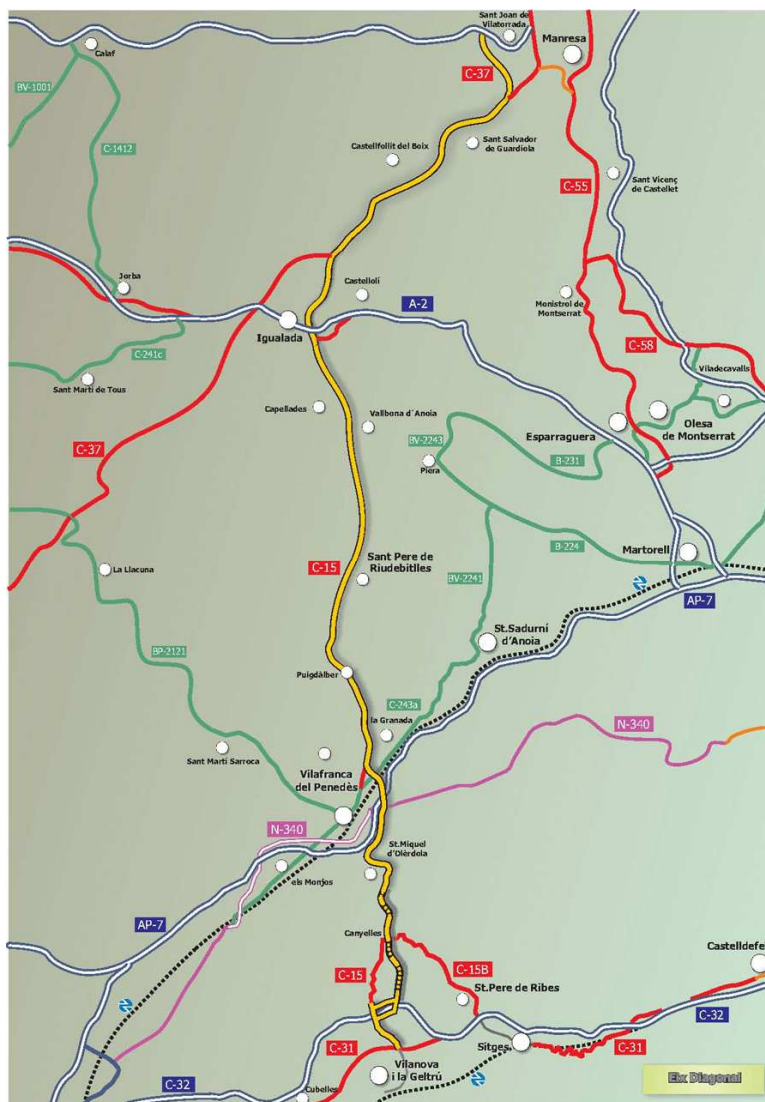 Sant Joan de
Vilatorrada
Manresa
Calaf
C-37
BV-1001
Sant Salvador
de Guardiola
Castellfollit del Boix
C-1412
C-55
Sant Vicenç
de Castellet
Jorba
Castellolí
A-2
Monistrol de
Montserrat
Igualada
C-58
C-241c
Viladecavalls
Sant Martí de Tous
Capellades
Vallbona d´Anoia
Olesa
de Montserrat
Esparraguera
BV-2243
C-37
Piera
B-231
B-224
Martorell
La Llacuna
C-15
Sant Pere de
Riudebitlles
BV-2241
AP-7
St.Sadurní
d'Anoia
BP-2121
Puigdàlber
C-243a
la Granada
N-340
Sant Martí Sarroca
Vilafranca
del Penedès
N-340
St.Miquel
d'Olèrdola
els Monjos
AP-7
Canyelles
Casteldefe
C-15
C-15B
St.Pere de Ribes
C-32
C-31
Sitges
C-31
Vilanova
i la Geltrú
C-32
Cubelles
Eix Diagonal